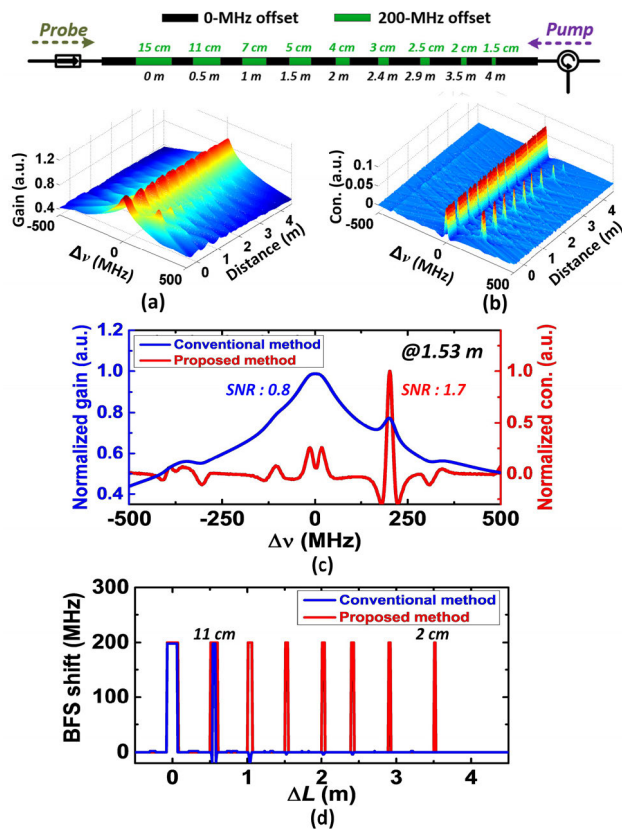 0-MHz offset 200-MHz offset
Probe Pump
15 cm 11 cm 7 cm 5 cm 4 cm 3 cm 2.5 cm 2 cm 1.5 cm
0 m 0.5 m 1 m 1.5 m 2 m 2.4 m 2.9 m 3.5 m 4 m
Gain (a.u.)
1.2
0.8
0.4
-500
0
500
Δν (MHz)
0 1 2 3 4
Distance (m)
(a)
Con. (a.u.)
0.1
0.05
0
-500
0
500
Δν (MHz)
0 1 2 3 4
Distance (m)
(b)
Normalized gain (a.u.)
1.2
1.0
0.8
0.6
0.4
Conventional method
Proposed method
@1.53 m
SNR : 0.8
SNR : 1.7
1.0
0.5
0.0
Normalized con. (a.u.)
-500 -250 0 250 500
Δν (MHz)
(c)
BFS shift (MHz)
300
200
100
0
Conventional method
Proposed method
11 cm 2 cm
0 1 2 3 4
ΔL (m)
(d)